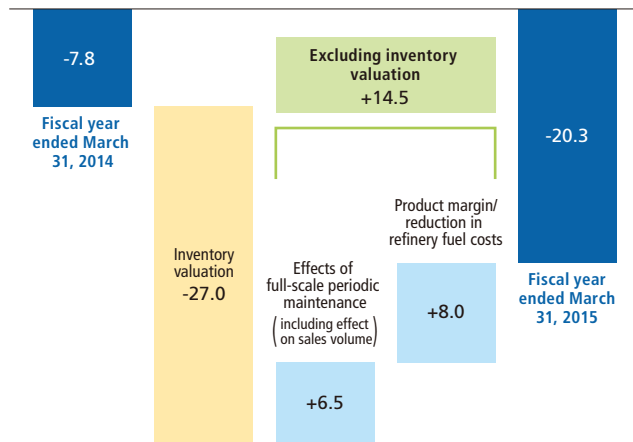 -7.8
Fiscal year
ended March
31, 2014
Inventory
valuation
-27.0
Excluding inventory
valuation
+14.5
Effects of
full-scale periodic
maintenance
(including effect
on sales volume)
+6.5
Product margin/
reduction in
refinery fuel costs
+8.0
-20.3
Fiscal year
ended March
31, 2015